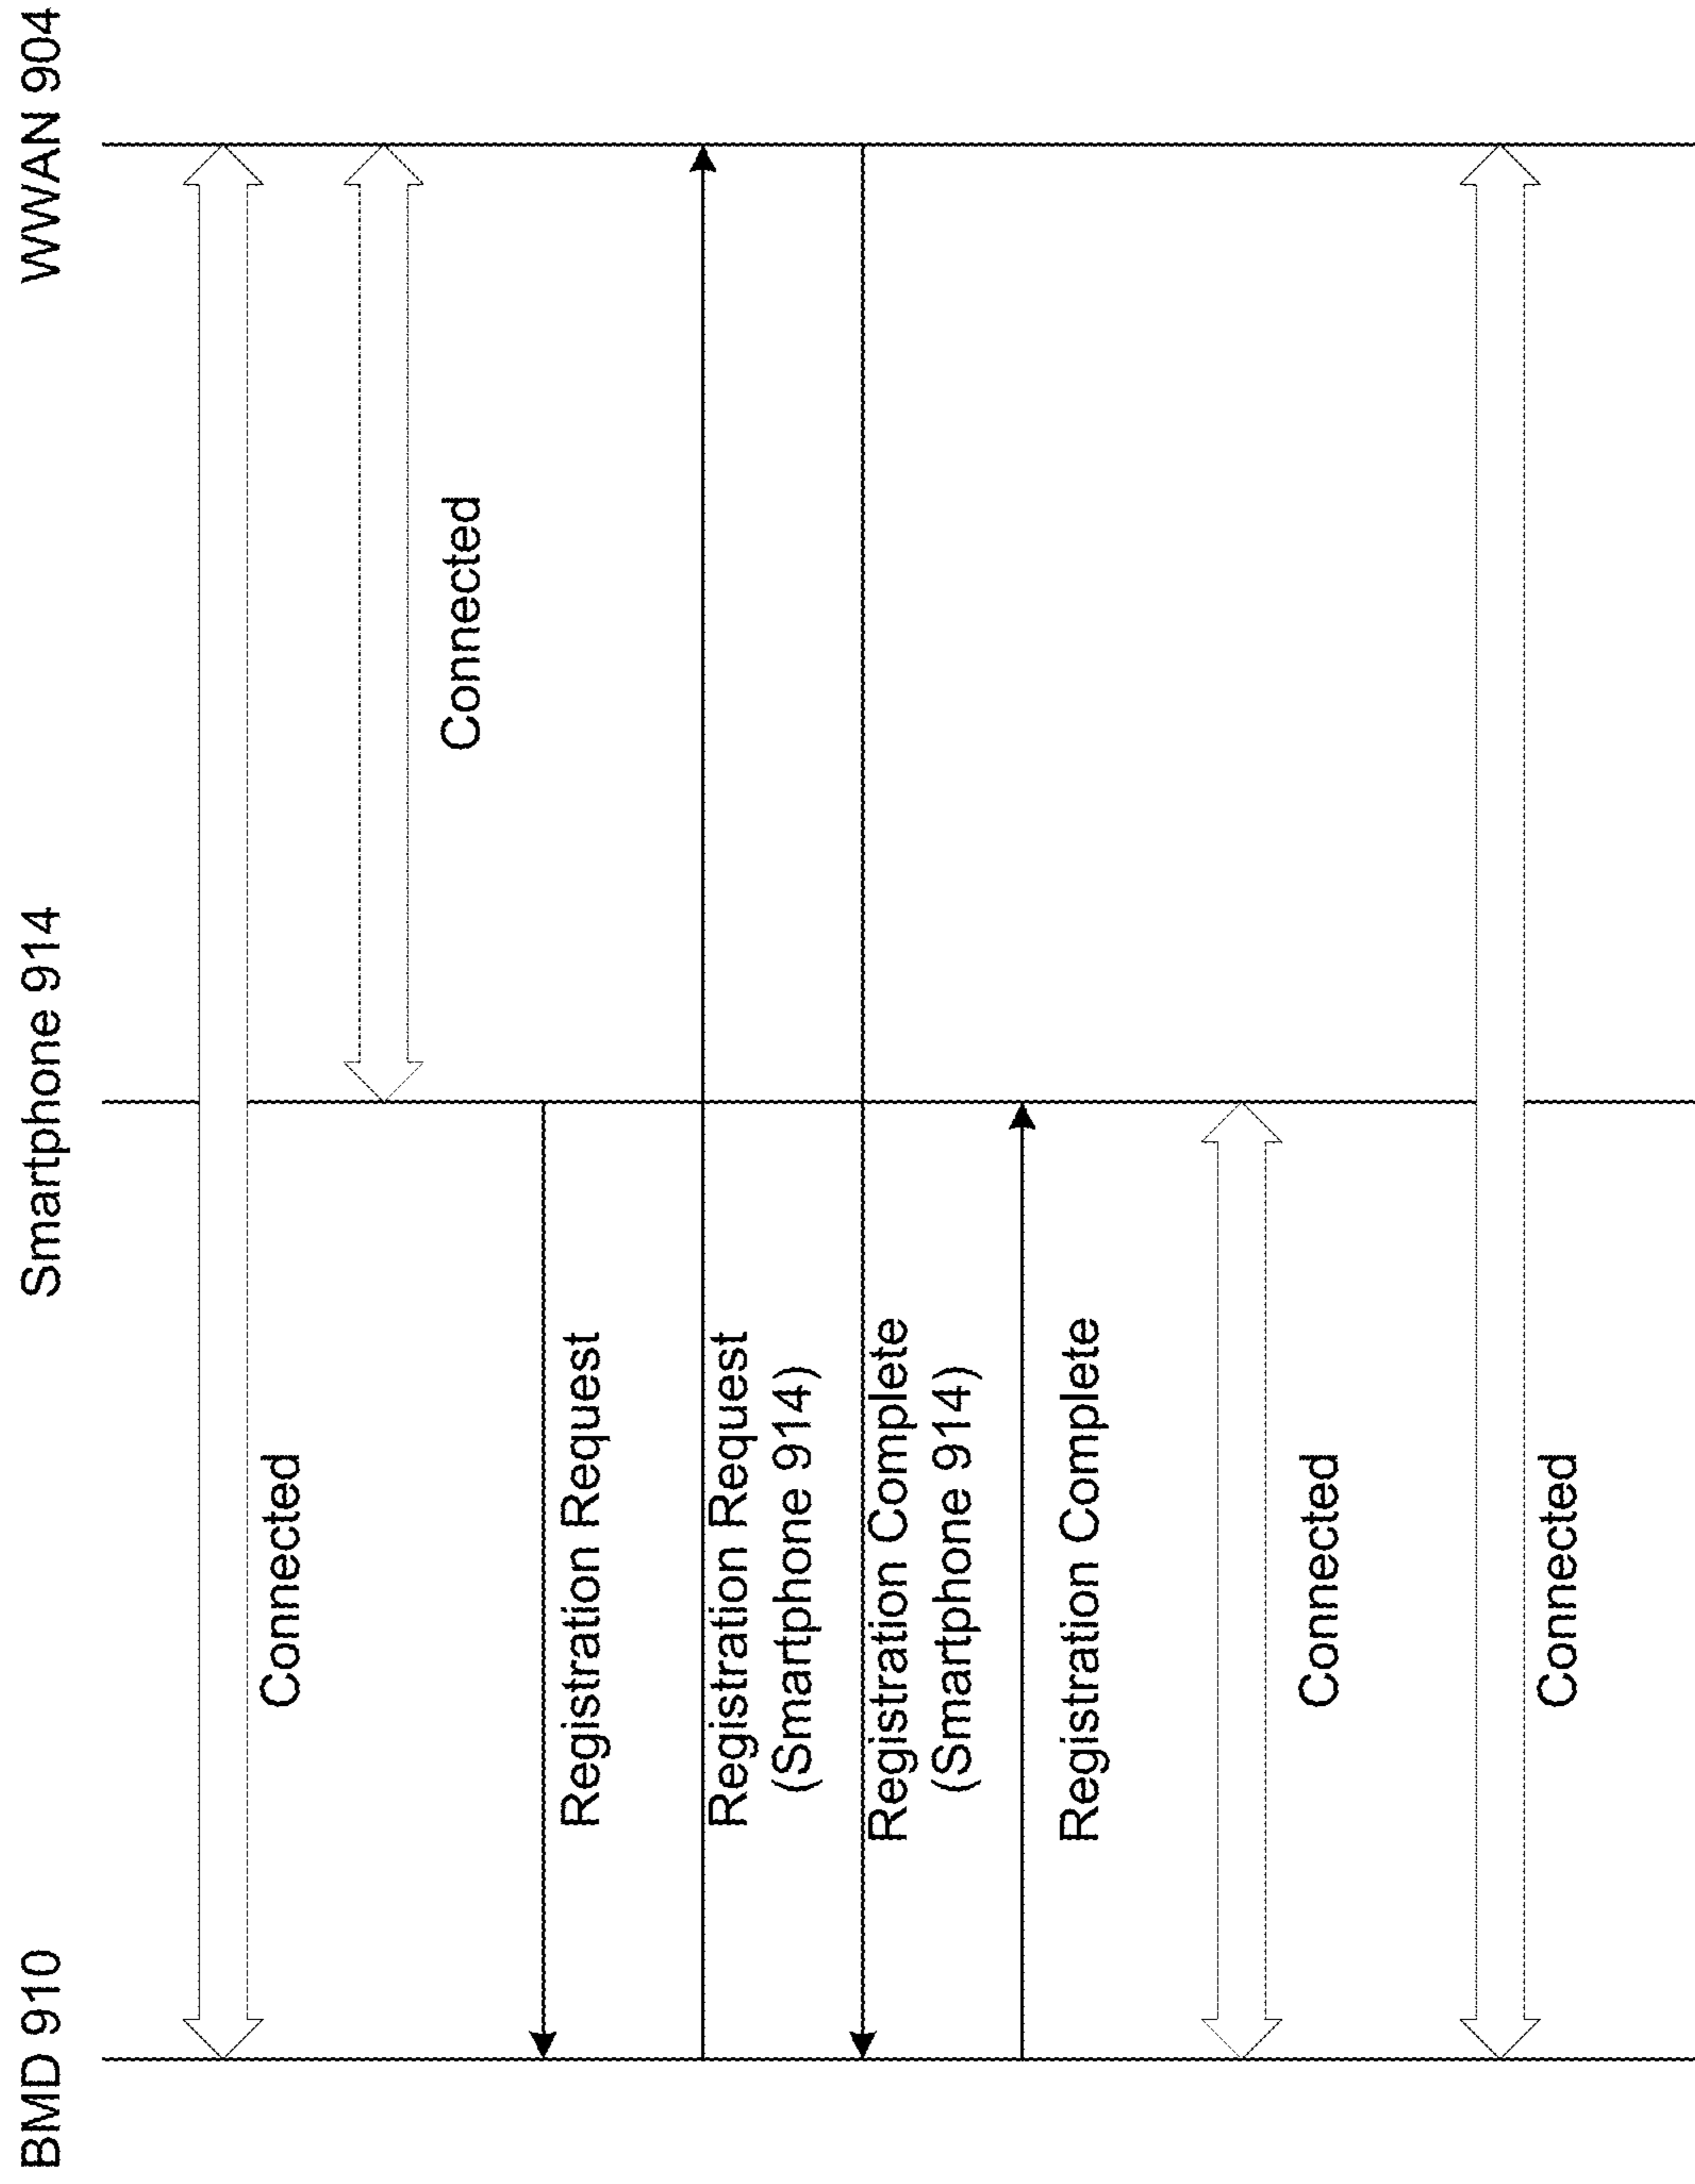 BMD 910
Smartphone 914
WWAN 904
Connected
Connected
Registration Request
Registration Request
(Smartphone 914)
Registration Complete
(Smartphone 914)
Registration Complete
Connected
Connected